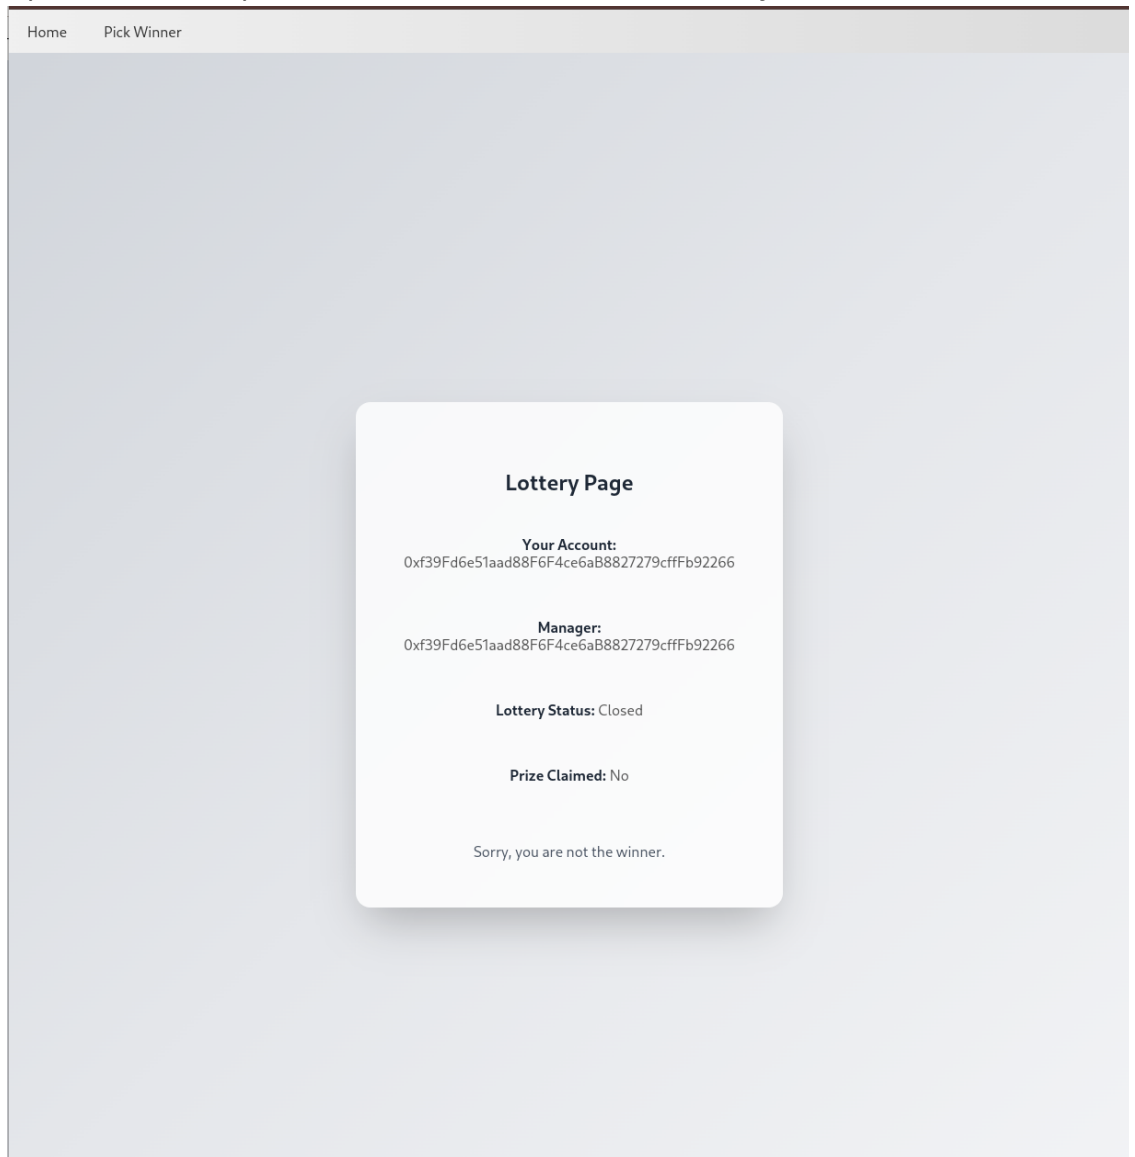 Home Pick Winner
Lottery Page
Your Account:
0xf39Fd6e51aad88F6F4ce6aB8827279cffFb92266
Manager:
0xf39Fd6e51aad88F6F4ce6aB8827279cffFb92266
Lottery Status: Closed
Prize Claimed: No
Sorry, you are not the winner.